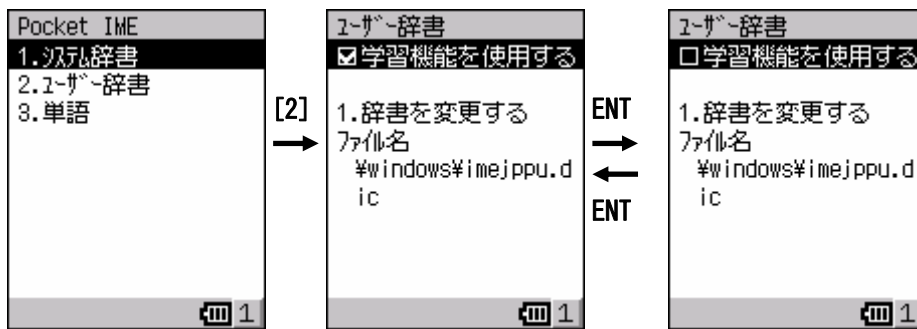 Pocket IME
1.ｼｽﾃﾑ辞書
2.ﾕｰｻﾞｰ辞書
3.単語
1
[2]
ﾕｰｻﾞｰ辞書
☑学習機能を使用する
1.辞書を変更する
ﾌｧｲﾙ名
¥windows¥imejppu.d
ic
1
ENT
ENT
ﾕｰｻﾞｰ辞書
□学習機能を使用する
1.辞書を変更する
ﾌｧｲﾙ名
¥windows¥imejppu.d
ic
1